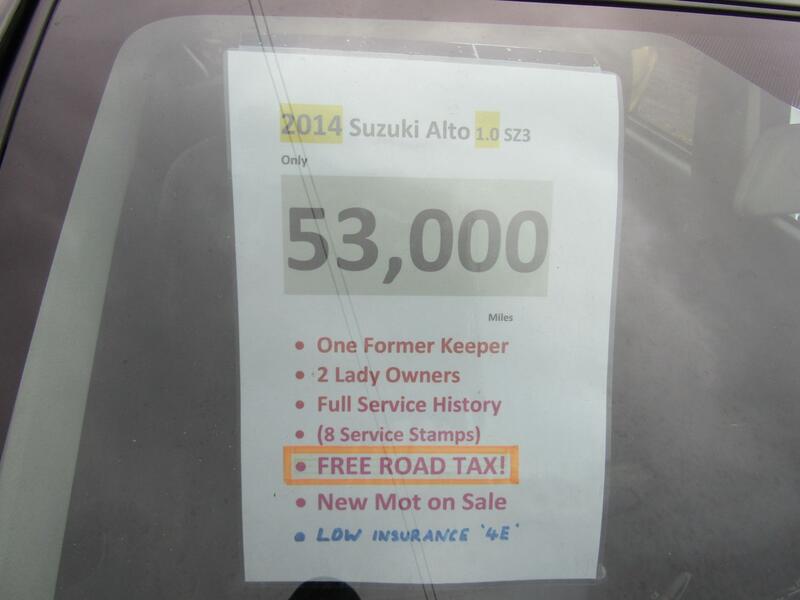 2014 Suzuki Alto 1.0 SZ3
Only
53,000
Miles
• One Former Keeper
• 2 Lady Owners
• Full Service History
• (8 Service Stamps)
• FREE ROAD TAX!
• New Mot on Sale
• LOW INSURANCE '4E'